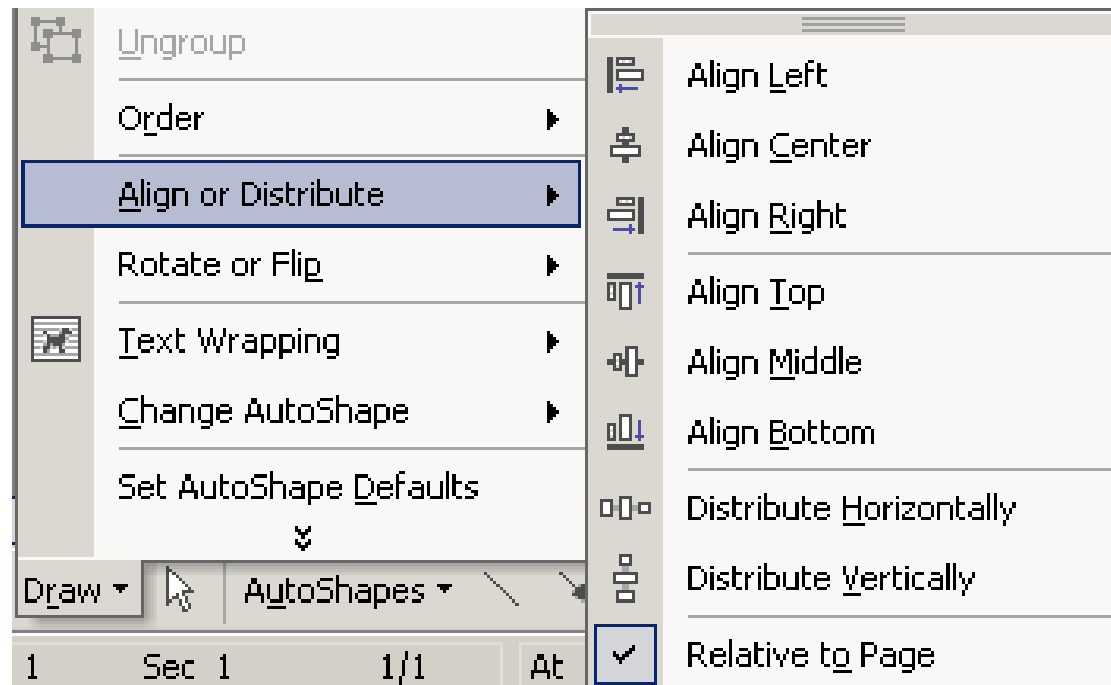 Ungroup
Order
Align or Distribute
Rotate or Flip
Text Wrapping
Change AutoShape
Set AutoShape Defaults
Draw AutoShapes
1 Sec 1 1/1 At
Align Left
Align Center
Align Right
Align Top
Align Middle
Align Bottom
Distribute Horizontally
Distribute Vertically
Relative to Page